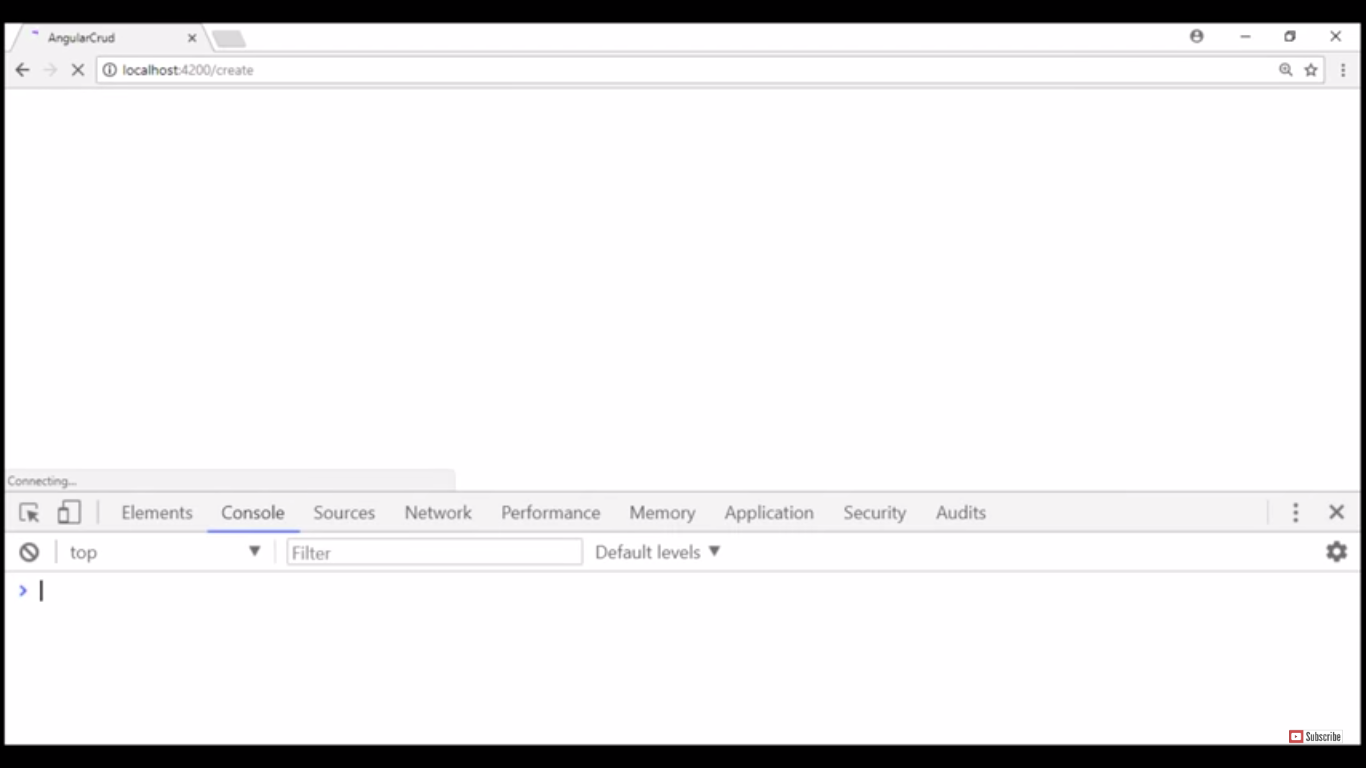 AngularCrud
localhost:4200/create
Connecting...
Elements Console Sources Network Performance Memory Application Security Audits
top Filter Default levels
Subscribe